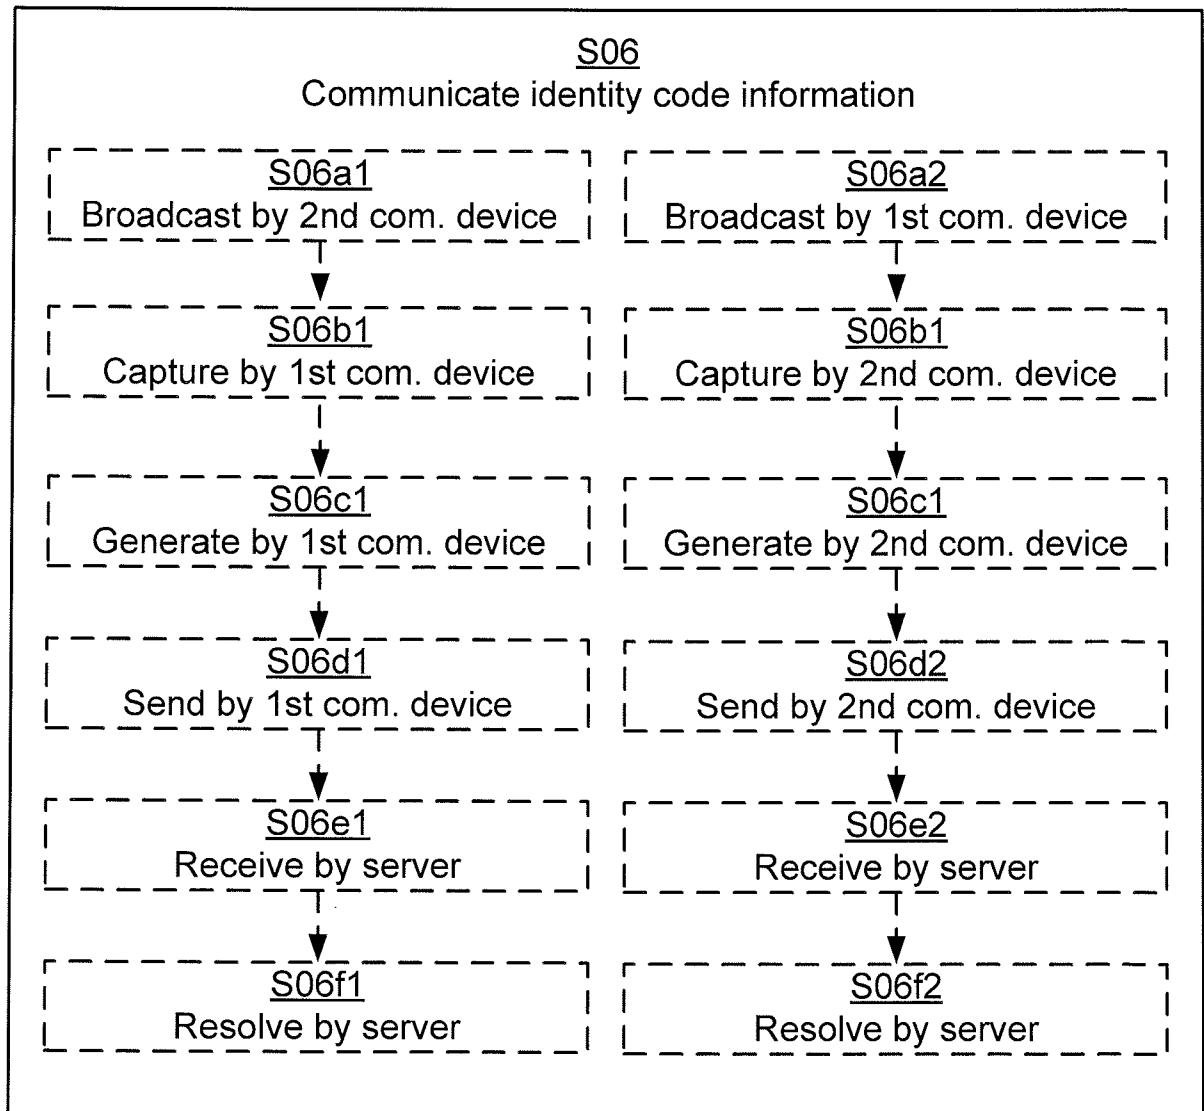 S06
Communicate identity code information
S06a1
Broadcast by 2nd com. device
S06b1
Capture by 1st com. device
S06c1
Generate by 1st com. device
S06d1
Send by 1st com. device
S06e1
Receive by server
S06f1
Resolve by server
S06a2
Broadcast by 1st com. device
S06b1
Capture by 2nd com. device
S06c1
Generate by 2nd com. device
S06d2
Send by 2nd com. device
S06e2
Receive by server
S06f2
Resolve by server